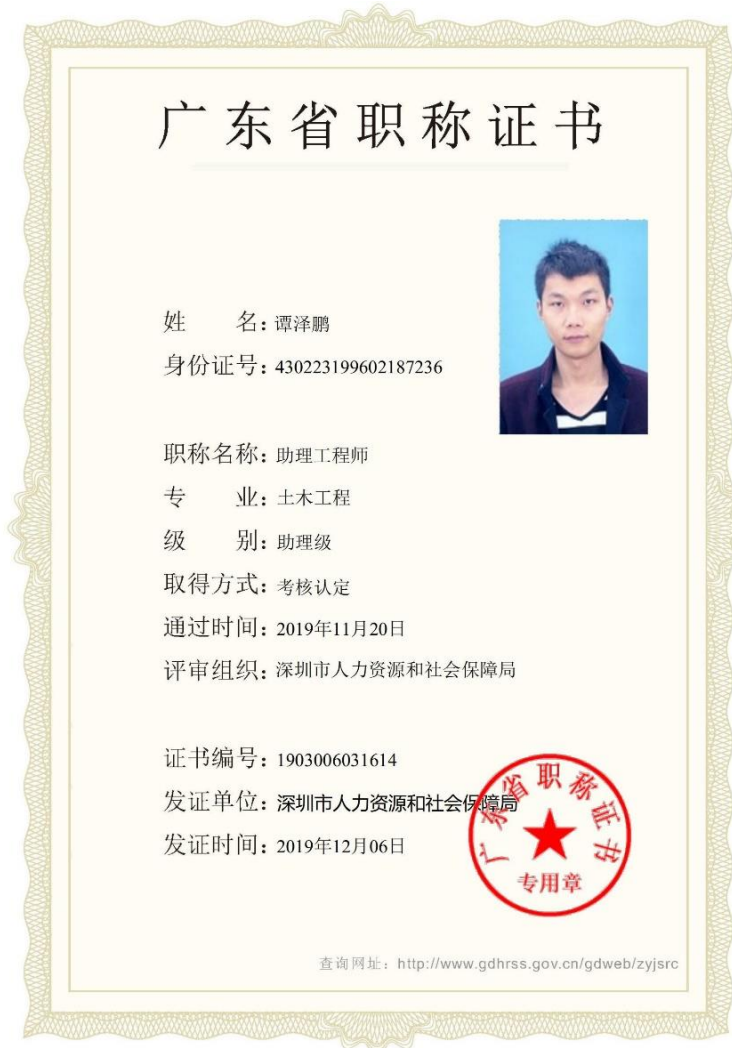 广东省职称证书
姓 名：谭泽鹏
身份证号：430223199602187236
职称名称：助理工程师
专 业：土木工程
级 别：助理级
取得方式：考核认定
通过时间：2019年11月20日
评审组织：深圳市人力资源和社会保障局
证书编号：1903006031614
发证单位：深圳市人力资源和社会保障局
发证时间：2019年12月06日
广东省职称证书
专用章
查询网址：http://www.gdhrss.gov.cn/gdweb/zyjsrc